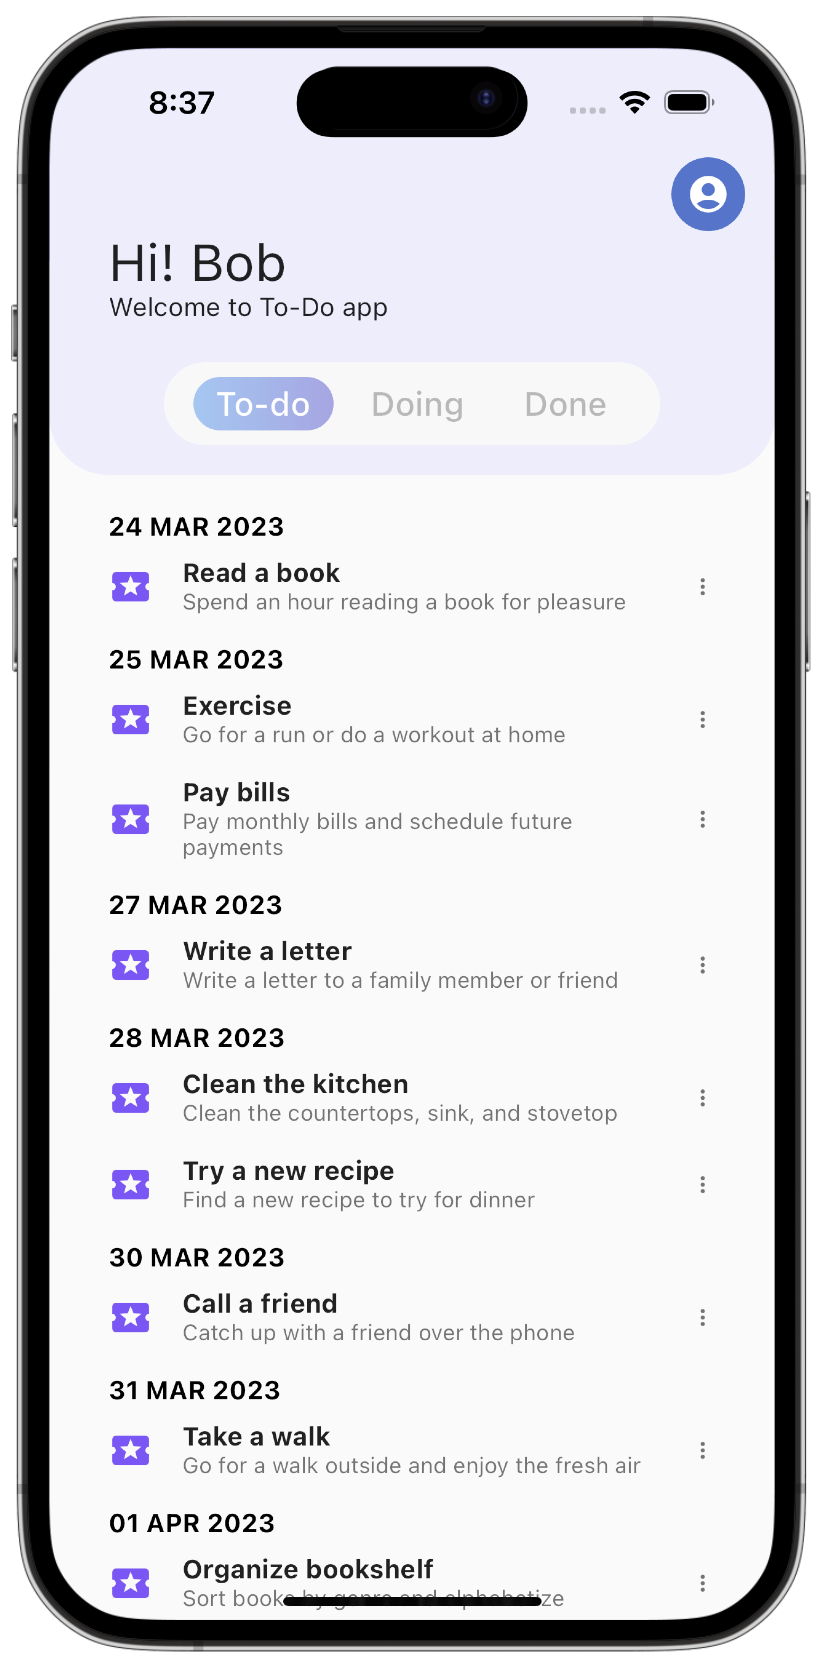 8:37
Hi! Bob
Welcome to To-Do app
To-do Doing Done
24 MAR 2023
Read a book
Spend an hour reading a book for pleasure
25 MAR 2023
Exercise
Go for a run or do a workout at home
Pay bills
Pay monthly bills and schedule future
payments
27 MAR 2023
Write a letter
Write a letter to a family member or friend
28 MAR 2023
Clean the kitchen
Clean the countertops, sink, and stovetop
Try a new recipe
Find a new recipe to try for dinner
30 MAR 2023
Call a friend
Catch up with a friend over the phone
31 MAR 2023
Take a walk
Go for a walk outside and enjoy the fresh air
01 APR 2023
Organize bookshelf
Sort books by genre and alphabetize